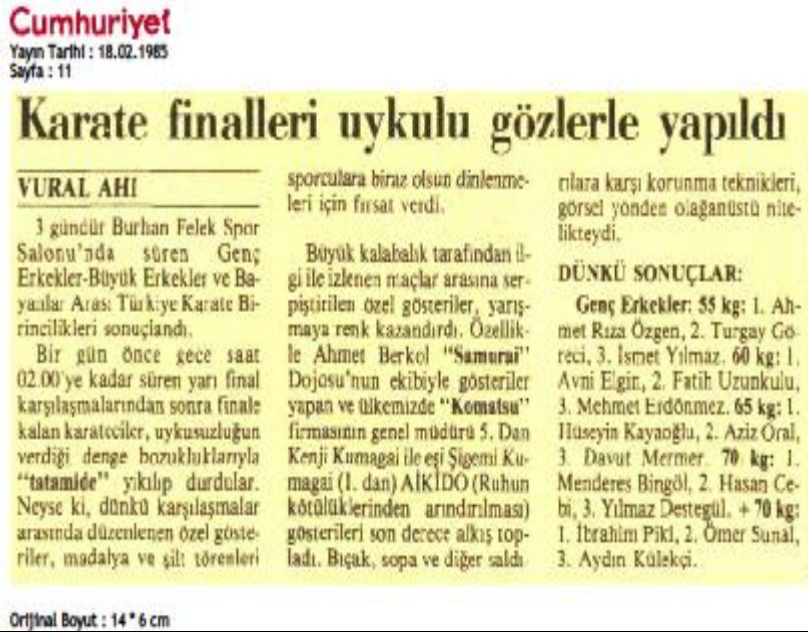 Cumhuriyet
Yayın Tarihi : 18.02.1985
Sayfa : 11
Karate finalleri uykulu gözlerle yapıldı
VURAL AHI
3 gündür Burhan Felek Spor
Salonu'nda süren Genç
Erkekler-Büyük Erkekler ve Ba-
yanlar Arası Türkiye Karate Bi-
rincilikleri sonuçlandı.
Bir gün önce gece saat
02.00'ye kadar süren yarı final
karşılaşmalarından sonra finale
kalan karateciler, uykusuzluğun
verdiği denge bozukluklarıyla
"tatamide" yıkılıp durdular.
Neyse ki, dünkü karşılaşmalar
arasında düzenlenen özel göste-
riler, madalya ve şilt törenleri
sporculara biraz olsun dinlenme-
leri için fırsat verdi.
Büyük kalabalık tarafından il-
gi ile izlenen maçlar arasına ser-
piştirilen özel gösteriler, yarış-
maya renk kazandırdı. Özellik-
le Ahmet Berkol "Samurai"
Dojosu'nun ekibiyle gösteriler
yapan ve ülkemizde "Komatsu"
firmasının genel müdürü 5. Dan
Kenji Kumagai ile eşi Şigemi Ku-
magai (1. dan) AİKİDO (Ruhun
kötülüklerinden arındırılması)
gösterileri son derece alkış top-
ladı. Bıçak, sopa ve diğer saldı
rılara karşı korunma teknikleri,
görsel yönden olağanüstü nite-
likteydi.
DÜNKÜ SONUÇLAR:
Genç Erkekler: 55 kg: 1. Ah-
met Rıza Özgen, 2. Turgay Gö-
reci, 3. İsmet Yılmaz. 60 kg: 1.
Avni Elgin, 2. Fatih Uzunkulu,
3. Mehmet Erdönmez. 65 kg: 1.
Hüseyin Kayaoğlu, 2. Aziz Oral,
3. Davut Mermer. 70 kg: 1.
Menderes Bingöl, 2. Hasan Ce-
bi, 3. Yılmaz Destegül. + 70 kg:
1. İbrahim Pikl, 2. Ömer Sunal,
3. Aydın Külekçi.
Orijinal Boyut : 14 * 6 cm